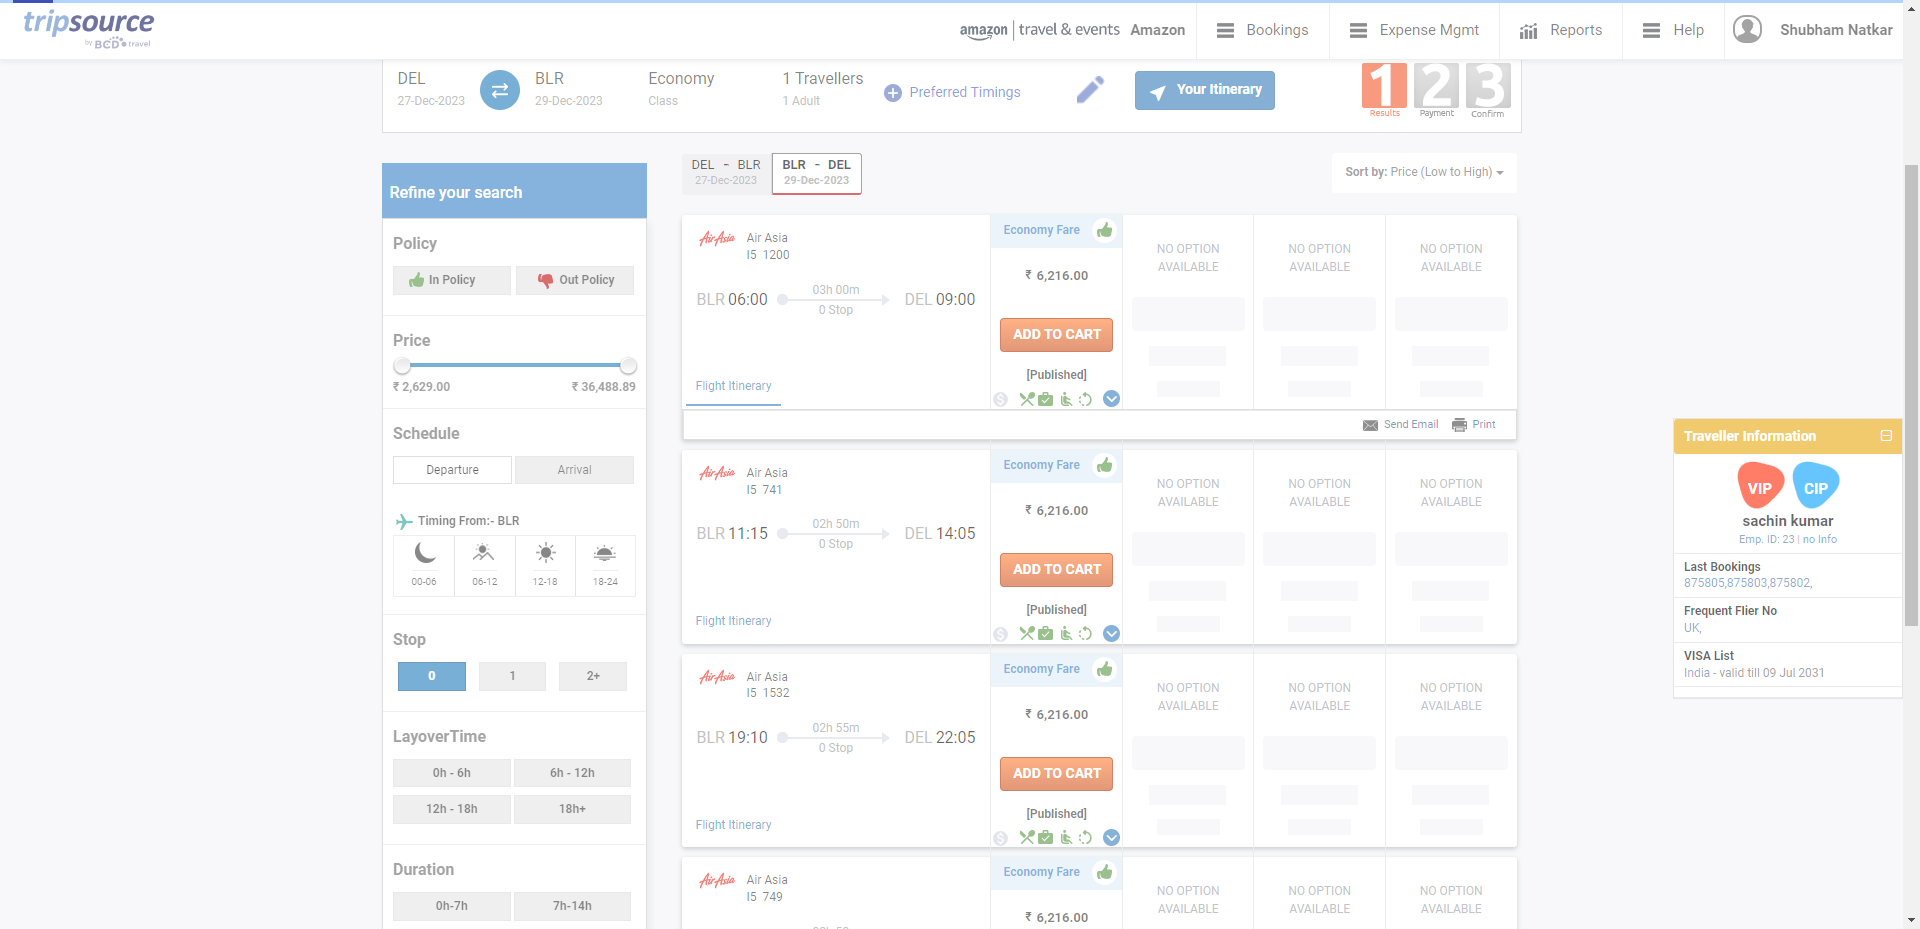 tripsource
by BCD travel
amazon | travel & events Amazon
Bookings
Expense Mgmt
Reports
Help
Shubham Natkar
DEL
27-Dec-2023
BLR
29-Dec-2023
Economy
Class
1 Travellers
1 Adult
Preferred Timings
Your Itinerary
1
Results
2
Payment
3
Confirm
Refine your search
Policy
In Policy
Out Policy
Price
₹ 2,629.00
₹ 36,488.89
Schedule
Departure
Arrival
Timing From:- BLR
00-06
06-12
12-18
18-24
Stop
0
1
2+
LayoverTime
0h - 6h
6h - 12h
12h - 18h
18h+
Duration
0h-7h
7h-14h
DEL - BLR
27-Dec-2023
BLR - DEL
29-Dec-2023
Sort by: Price (Low to High)
AirAsia
Air Asia
I5 1200
BLR 06:00
03h 00m
0 Stop
DEL 09:00
Flight Itinerary
Economy Fare
₹ 6,216.00
ADD TO CART
[Published]
NO OPTION
AVAILABLE
NO OPTION
AVAILABLE
NO OPTION
AVAILABLE
Send Email
Print
AirAsia
Air Asia
I5 741
BLR 11:15
02h 50m
0 Stop
DEL 14:05
Flight Itinerary
Economy Fare
₹ 6,216.00
ADD TO CART
[Published]
NO OPTION
AVAILABLE
NO OPTION
AVAILABLE
NO OPTION
AVAILABLE
AirAsia
Air Asia
I5 1532
BLR 19:10
02h 55m
0 Stop
DEL 22:05
Flight Itinerary
Economy Fare
₹ 6,216.00
ADD TO CART
[Published]
NO OPTION
AVAILABLE
NO OPTION
AVAILABLE
NO OPTION
AVAILABLE
AirAsia
Air Asia
I5 749
Economy Fare
₹ 6,216.00
NO OPTION
AVAILABLE
NO OPTION
AVAILABLE
NO OPTION
AVAILABLE
Traveller Information
VIP
CIP
sachin kumar
Emp. ID: 23 | no Info
Last Bookings
875805,875803,875802,
Frequent Flier No
UK,
VISA List
India - valid till 09 Jul 2031